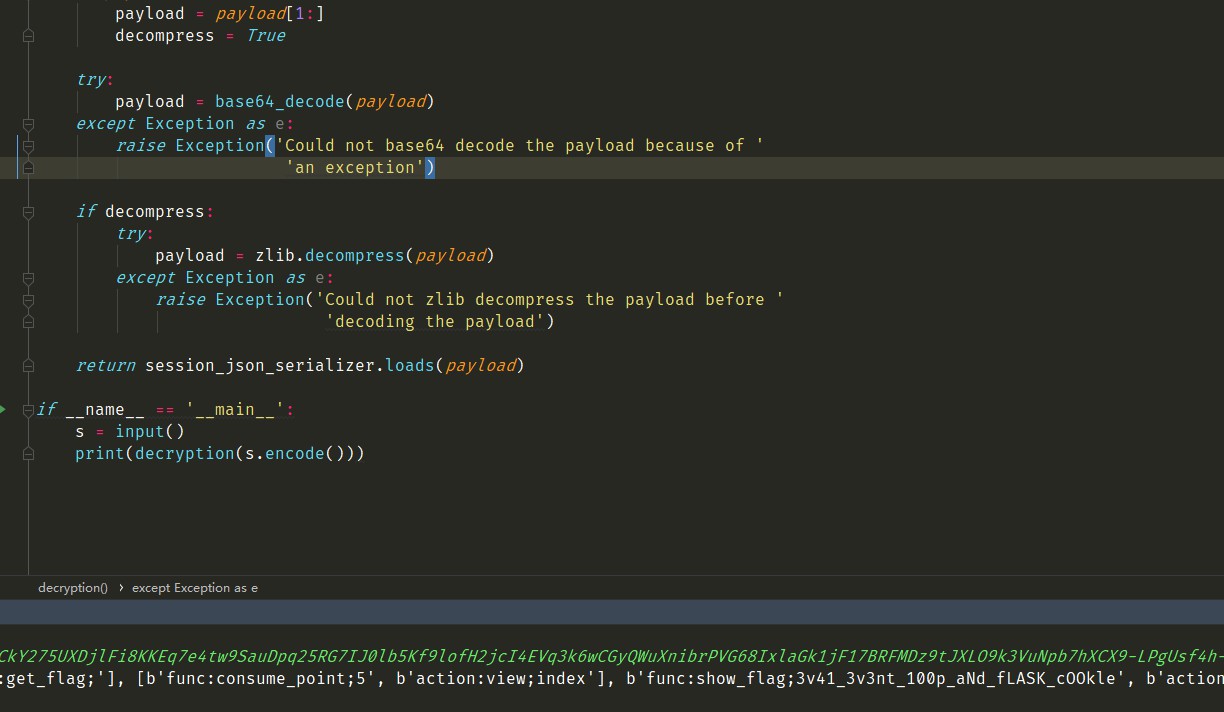 payload = payload[1:]
decompress = True
try:
payload = base64_decode(payload)
except Exception as e:
raise Exception('Could not base64 decode the payload because of '
'an exception')
if decompress:
try:
payload = zlib.decompress(payload)
except Exception as e:
raise Exception('Could not zlib decompress the payload before '
'decoding the payload')
return session_json_serializer.loads(payload)
if __name__ == '__main__':
s = input()
print(decryption(s.encode()))
decryption() › except Exception as e
CkY275UXDjlFi8KKEq7e4tw9SauDpq25RG7IJ0lb5Kf9lofH2jcI4EVq3k6wCGyQWuXnibrPVG68IxlaGk1jF17BRFMDz9tJXLO9k3VuNpb7hXCX9-LPgUsf4h-
:get_flag;'], [b'func:consume_point;5', b'action:view;index'], b'func:show_flag;3v41_3v3nt_100p_aNd_fLASK_cOOkle', b'action